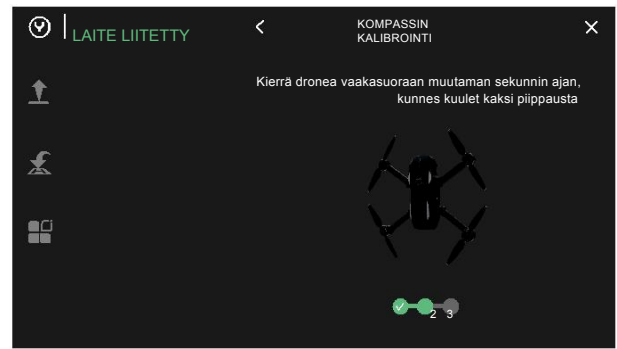 LAITE LIITETTY
KOMPASSIN
KALIBROINTI
Kierrä dronea vaakasuoraan muutaman sekunnin ajan,
kunnes kuulet kaksi piippausta
2 3